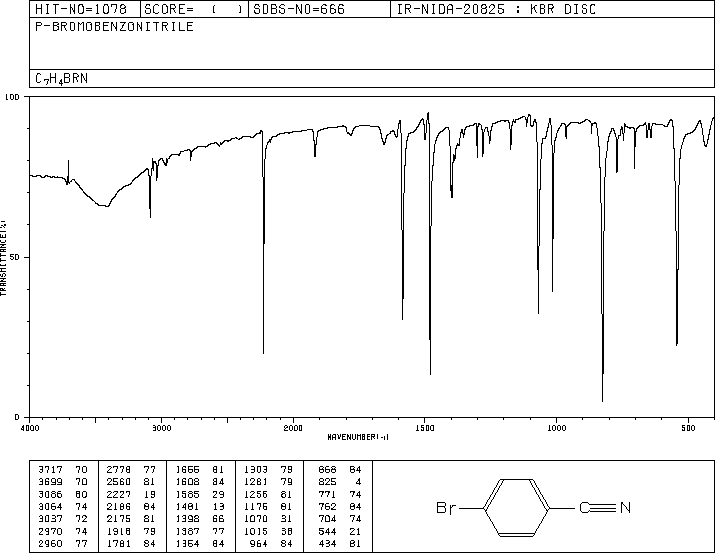 HIT-NO=1078 SCORE= ( ) SDBS-NO=666 IR-NIDA-20825 : KBR DISC
P-BROMOBENZONITRILE
C₇H₄BRN
100
50
0
TRANSMITTANCE(%)
4000 3000 2000 1500 1000 500
WAVENUMBER(-1)
3717 70 2778 77 1656 81 1303 79 868 84
3699 70 2560 81 1608 84 1281 79 825 4
3086 60 2227 19 1585 29 1256 81 771 74
3064 74 2186 84 1481 13 1176 81 762 84
3037 72 2175 81 1398 66 1070 31 704 74
2970 74 1918 79 1387 77 1015 38 544 21
2960 77 1781 84 1354 84 964 84 434 81
Br C N